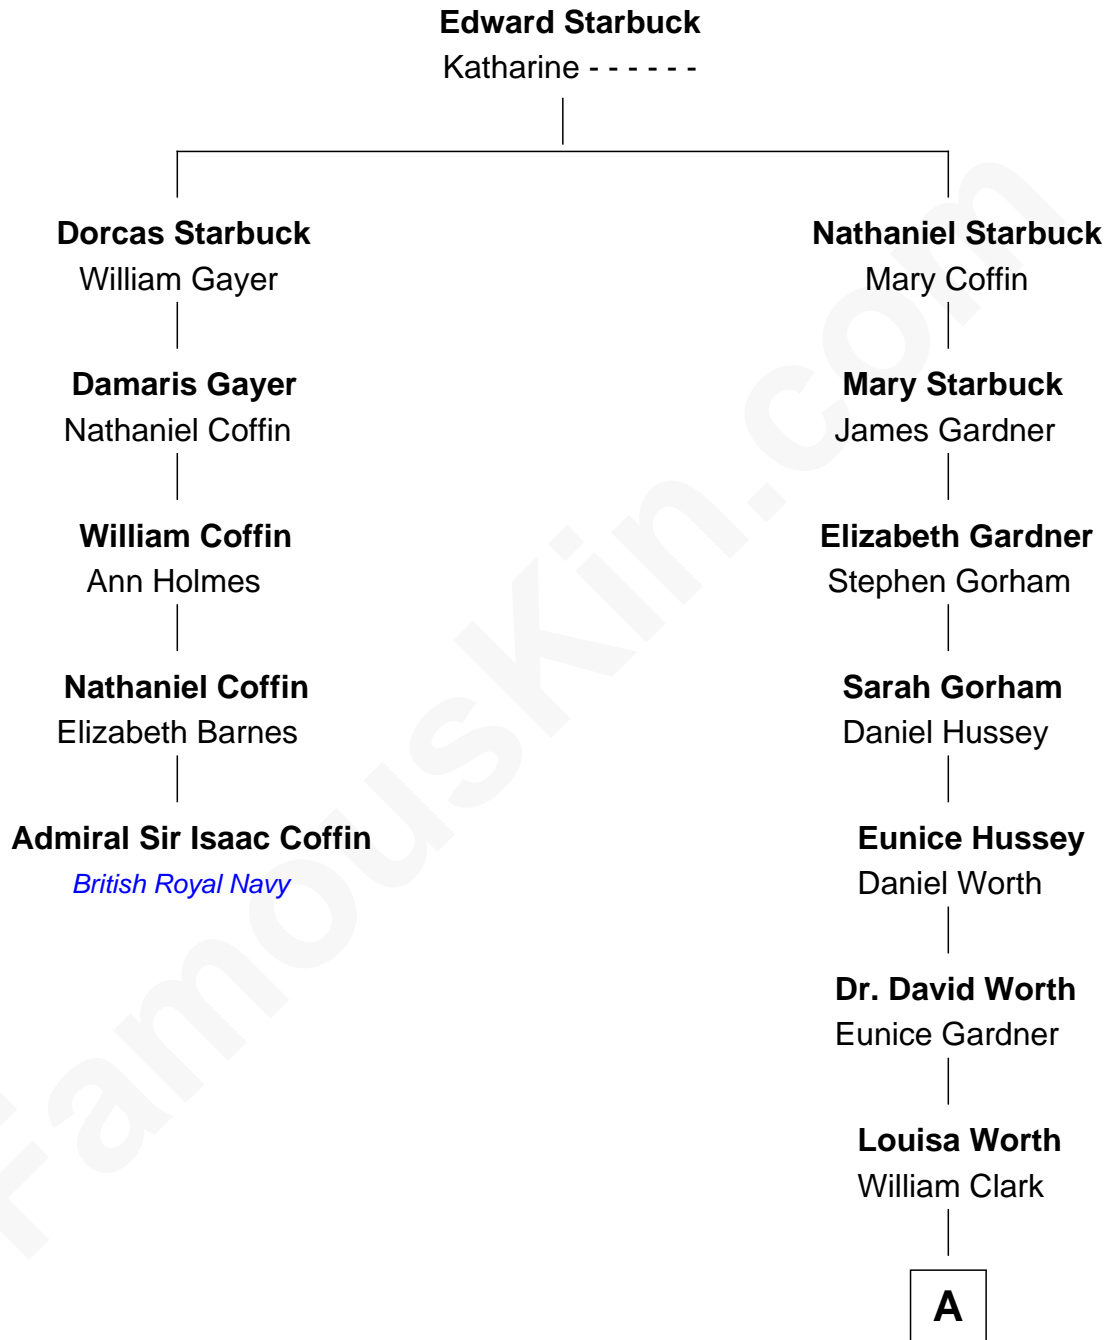 Edward Starbuck
Katharine - - - - - -
Dorcas Starbuck
William Gayer
Nathaniel Starbuck
Mary Coffin
Damaris Gayer
Nathaniel Coffin
Mary Starbuck
James Gardner
William Coffin
Ann Holmes
Elizabeth Gardner
Stephen Gorham
Nathaniel Coffin
Elizabeth Barnes
Sarah Gorham
Daniel Hussey
Admiral Sir Isaac Coffin
British Royal Navy
Eunice Hussey
Daniel Worth
Dr. David Worth
Eunice Gardner
Louisa Worth
William Clark
A
FamousKin.com